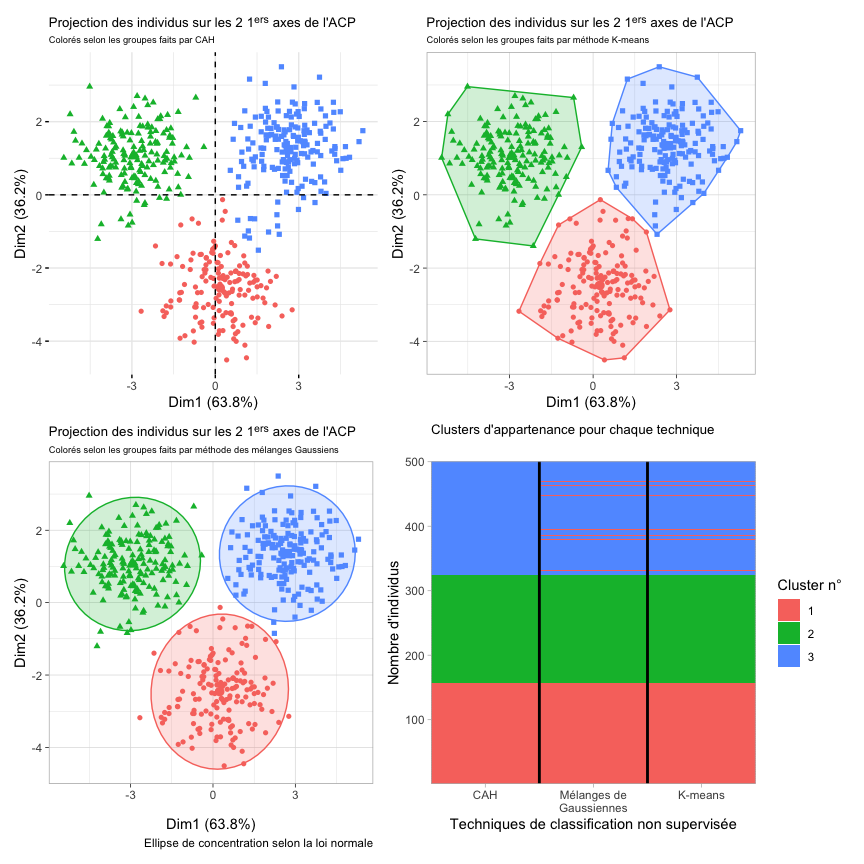 Projection des individus sur les 2 1ers axes de l'ACP
Colorés selon les groupes faits par CAH
2
0
-2
-4
Dim2 (36.2%)
-3
0
3
Dim1 (63.8%)
Projection des individus sur les 2 1ers axes de l'ACP
Colorés selon les groupes faits par méthode K-means
2
0
-2
-4
Dim2 (36.2%)
-3
0
3
Dim1 (63.8%)
Projection des individus sur les 2 1ers axes de l'ACP
Colorés selon les groupes faits par méthode des mélanges Gaussiens
2
0
-2
-4
Dim2 (36.2%)
-3
0
3
Dim1 (63.8%)
Ellipse de concentration selon la loi normale
Clusters d'appartenance pour chaque technique
500
400
300
200
100
Nombre d'individus
CAH
Mélanges de
Gaussiennes
K-means
Techniques de classification non supervisée
Cluster n°
1
2
3